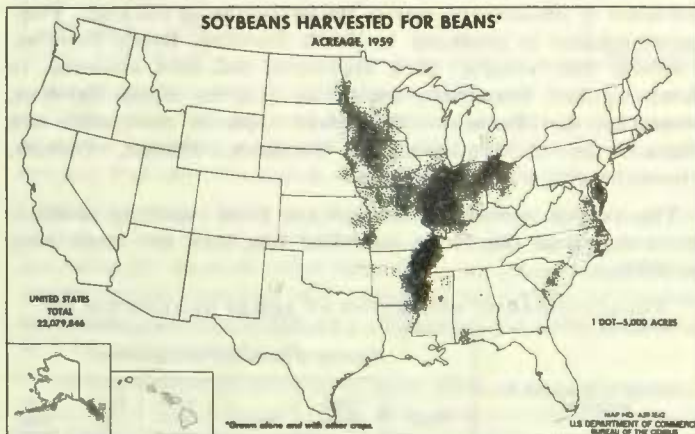 SOYBEANS HARVESTED FOR BEANS*
ACREAGE, 1959
UNITED STATES
TOTAL
22,079,846
1 DOT—5,000 ACRES
*Grown alone and with other crops.
MAP NO.
U.S. DEPARTMENT OF COMMERCE
BUREAU OF THE CENSUS